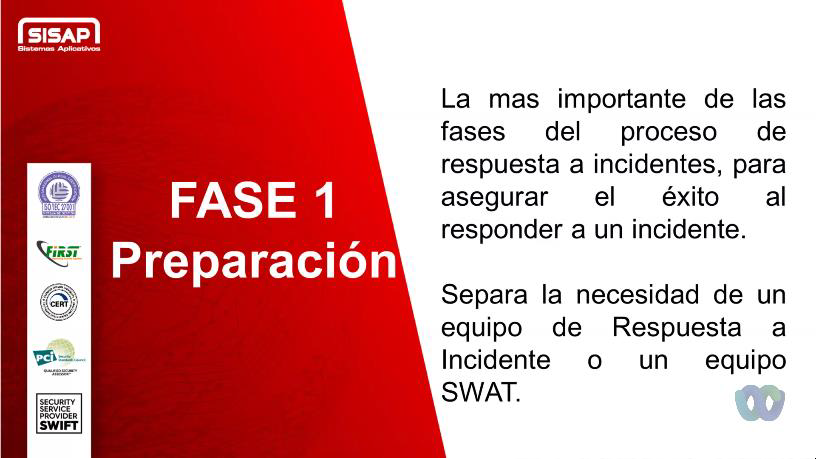 SISAP
Sistemas Aplicativos
ISO IEC 27001
FiRST
CERT
PCI
Security
Standards Council
QUALIFIED SECURITY
ASSESSOR
SECURITY
SERVICE
PROVIDER
SWIFT
FASE 1
Preparación
La mas importante de las
fases del proceso de
respuesta a incidentes, para
asegurar el éxito al
responder a un incidente.
Separa la necesidad de un
equipo de Respuesta a
Incidente o un equipo
SWAT.